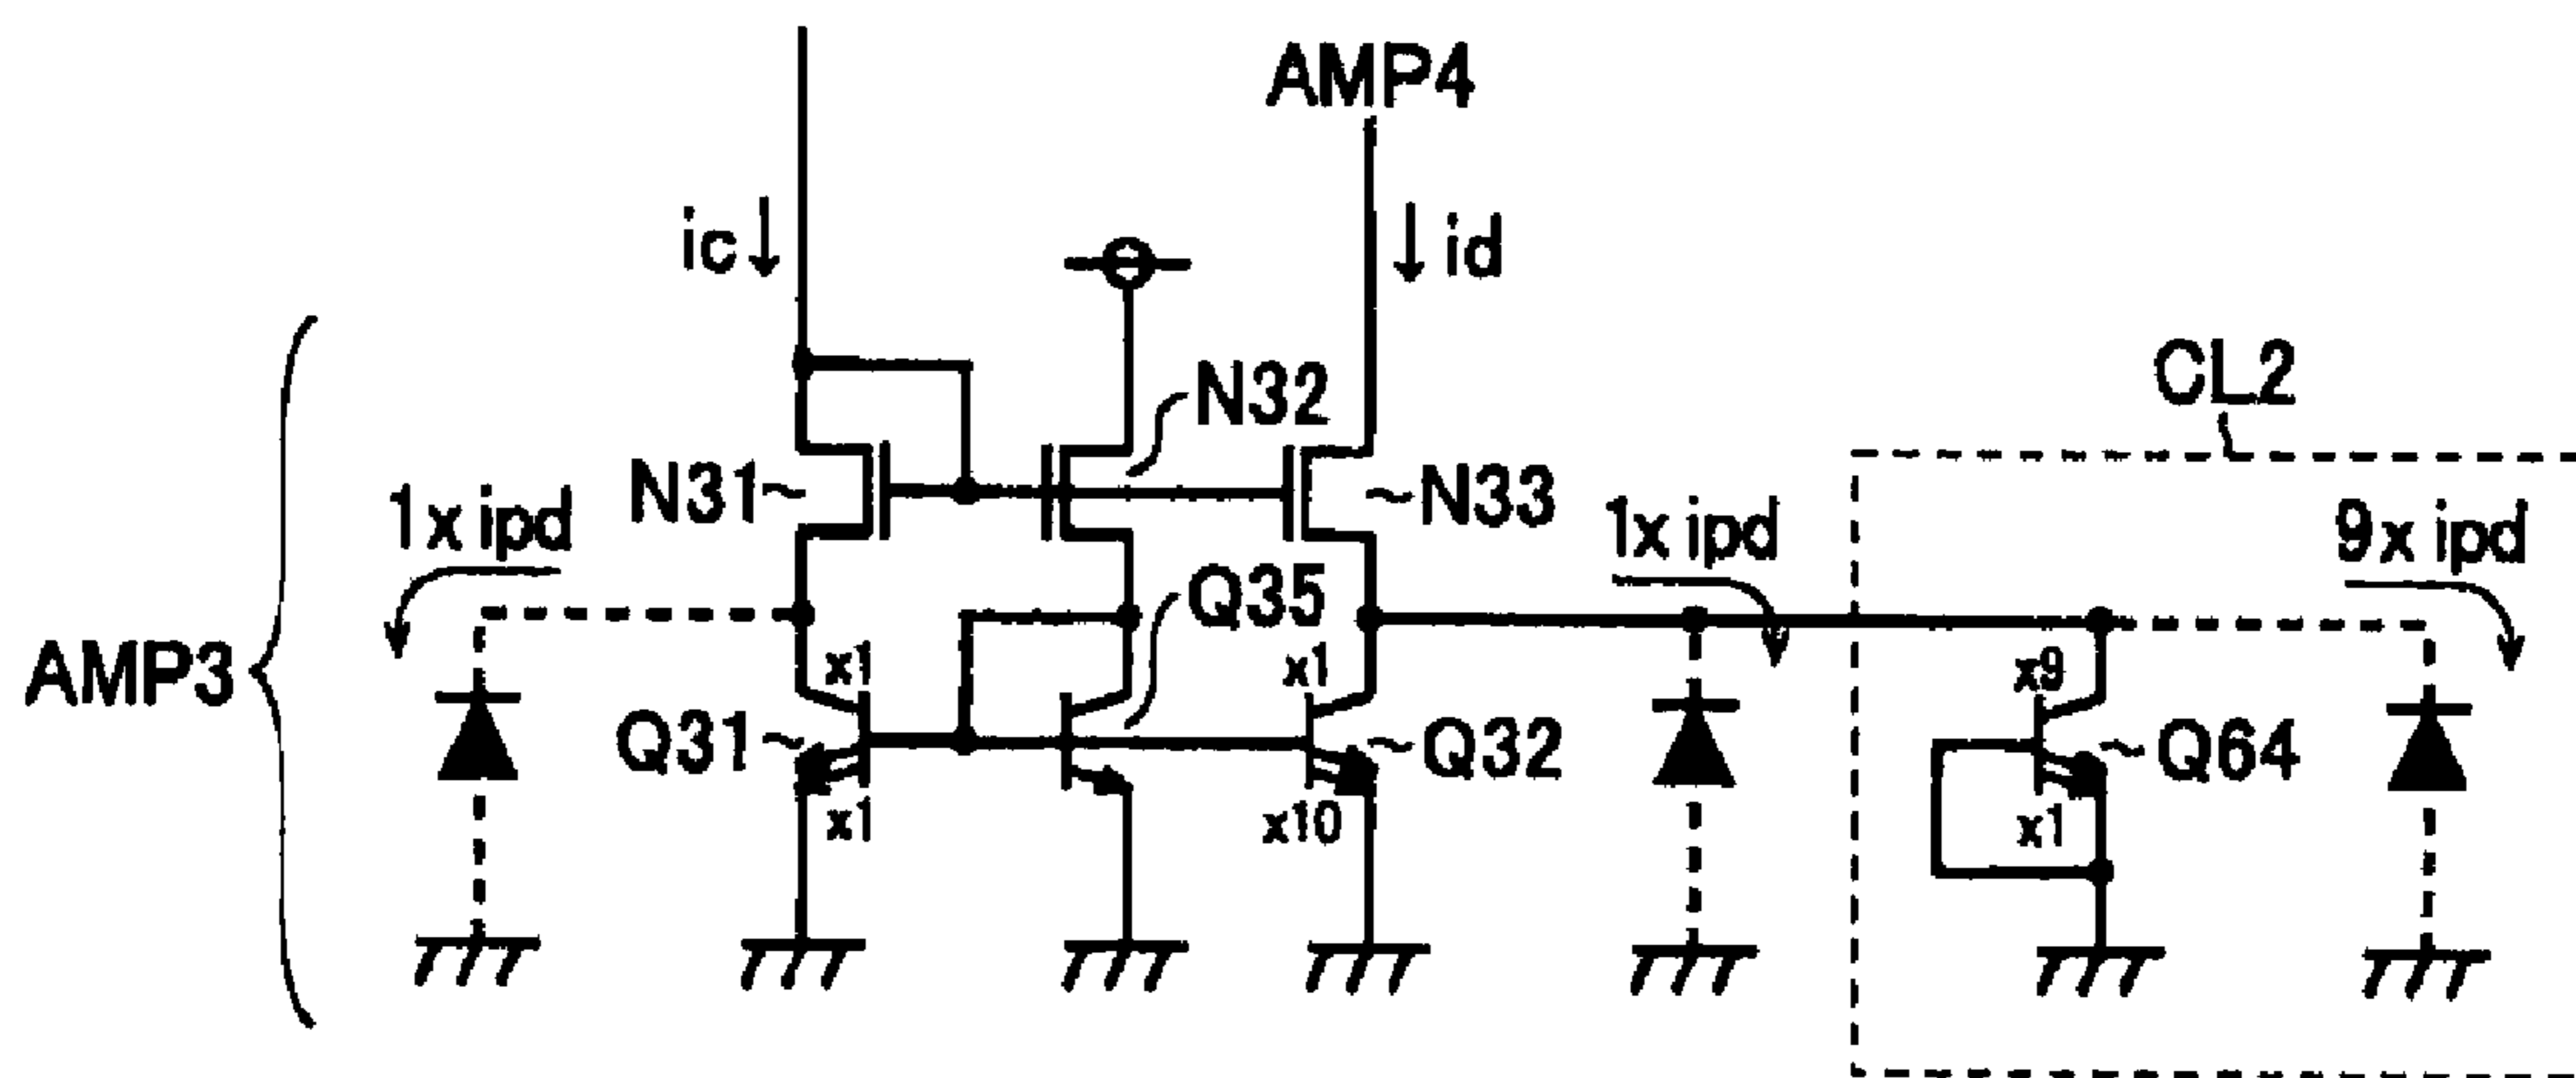 AMP4
ic
id
N32
CL2
N31
N33
1x ipd
1x ipd
9x ipd
Q35
AMP3
x1
x1
x9
Q31
Q32
Q64
x1
x10
x1